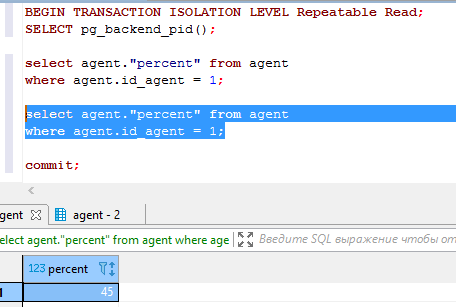 BEGIN TRANSACTION ISOLATION LEVEL Repeatable Read;
SELECT pg_backend_pid();
select agent."percent" from agent
where agent.id_agent = 1;
select agent."percent" from agent
where agent.id_agent = 1;
commit;
gent agent - 2
elect agent."percent" from agent where age Введите SQL выражение чтобы от
123 percent
45